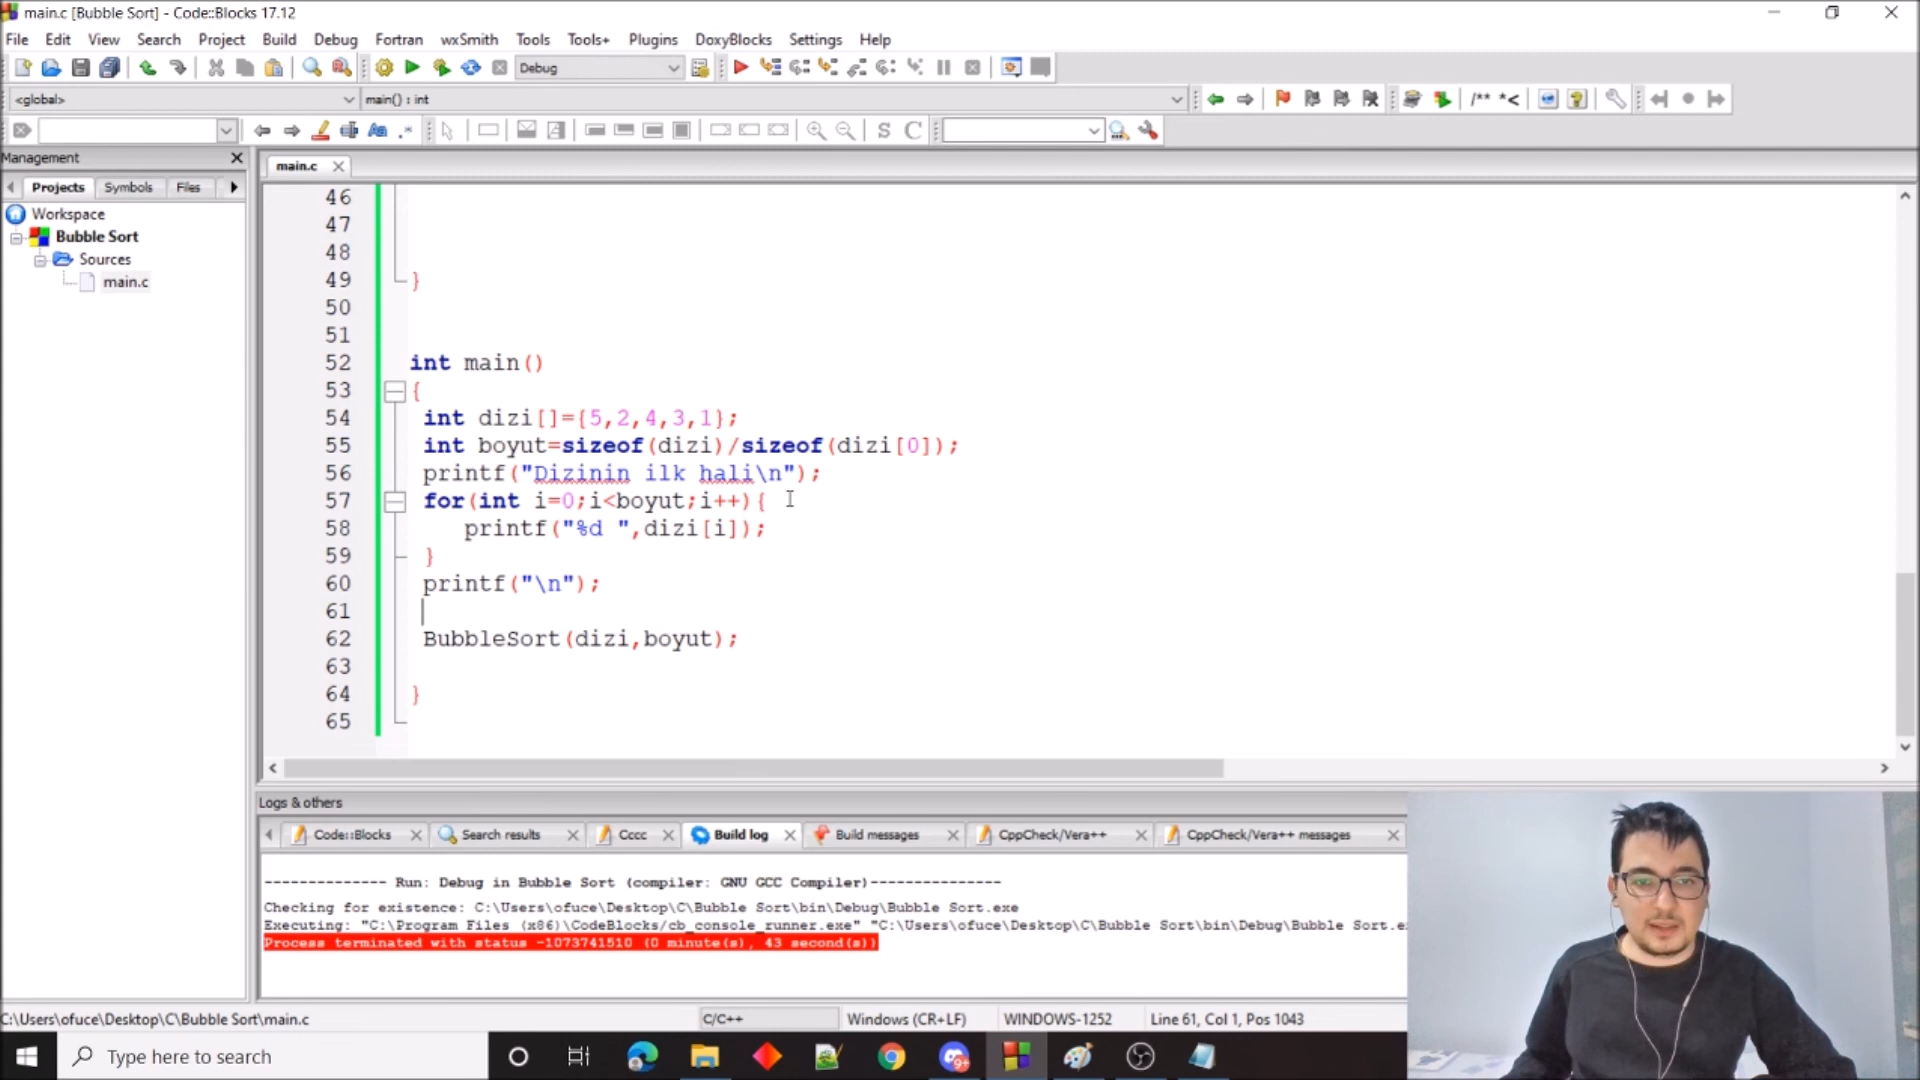 main.c [Bubble Sort] - Code::Blocks 17.12
File Edit View Search Project Build Debug Fortran wxSmith Tools Tools+ Plugins DoxyBlocks Settings Help
Debug
<global> main() : int
/** *<
Aa .* S C
Management
main.c
Projects Symbols Files
Workspace
Bubble Sort
Sources
main.c
46
47
48
49 }
50
51
52 int main()
53 {
54 int dizi[]={5,2,4,3,1};
55 int boyut=sizeof(dizi)/sizeof(dizi[0]);
56 printf("Dizinin ilk hali\n");
57 for(int i=0;i<boyut;i++){
58 printf("%d ",dizi[i]);
59 }
60 printf("\n");
61
62 BubbleSort(dizi,boyut);
63
64 }
65
Logs & others
Code::Blocks Search results Cccc Build log Build messages CppCheck/Vera++ CppCheck/Vera++ messages
-------------- Run: Debug in Bubble Sort (compiler: GNU GCC Compiler)---------------
Checking for existence: C:\Users\ofuce\Desktop\C\Bubble Sort\bin\Debug\Bubble Sort.exe
Executing: "C:\Program Files (x86)\CodeBlocks/cb_console_runner.exe" "C:\Users\ofuce\Desktop\C\Bubble Sort\bin\Debug\Bubble Sort.e
Process terminated with status -1073741510 (0 minute(s), 43 second(s))
C:\Users\ofuce\Desktop\C\Bubble Sort\main.c C/C++ Windows (CR+LF) WINDOWS-1252 Line 61, Col 1, Pos 1043
Type here to search
9+